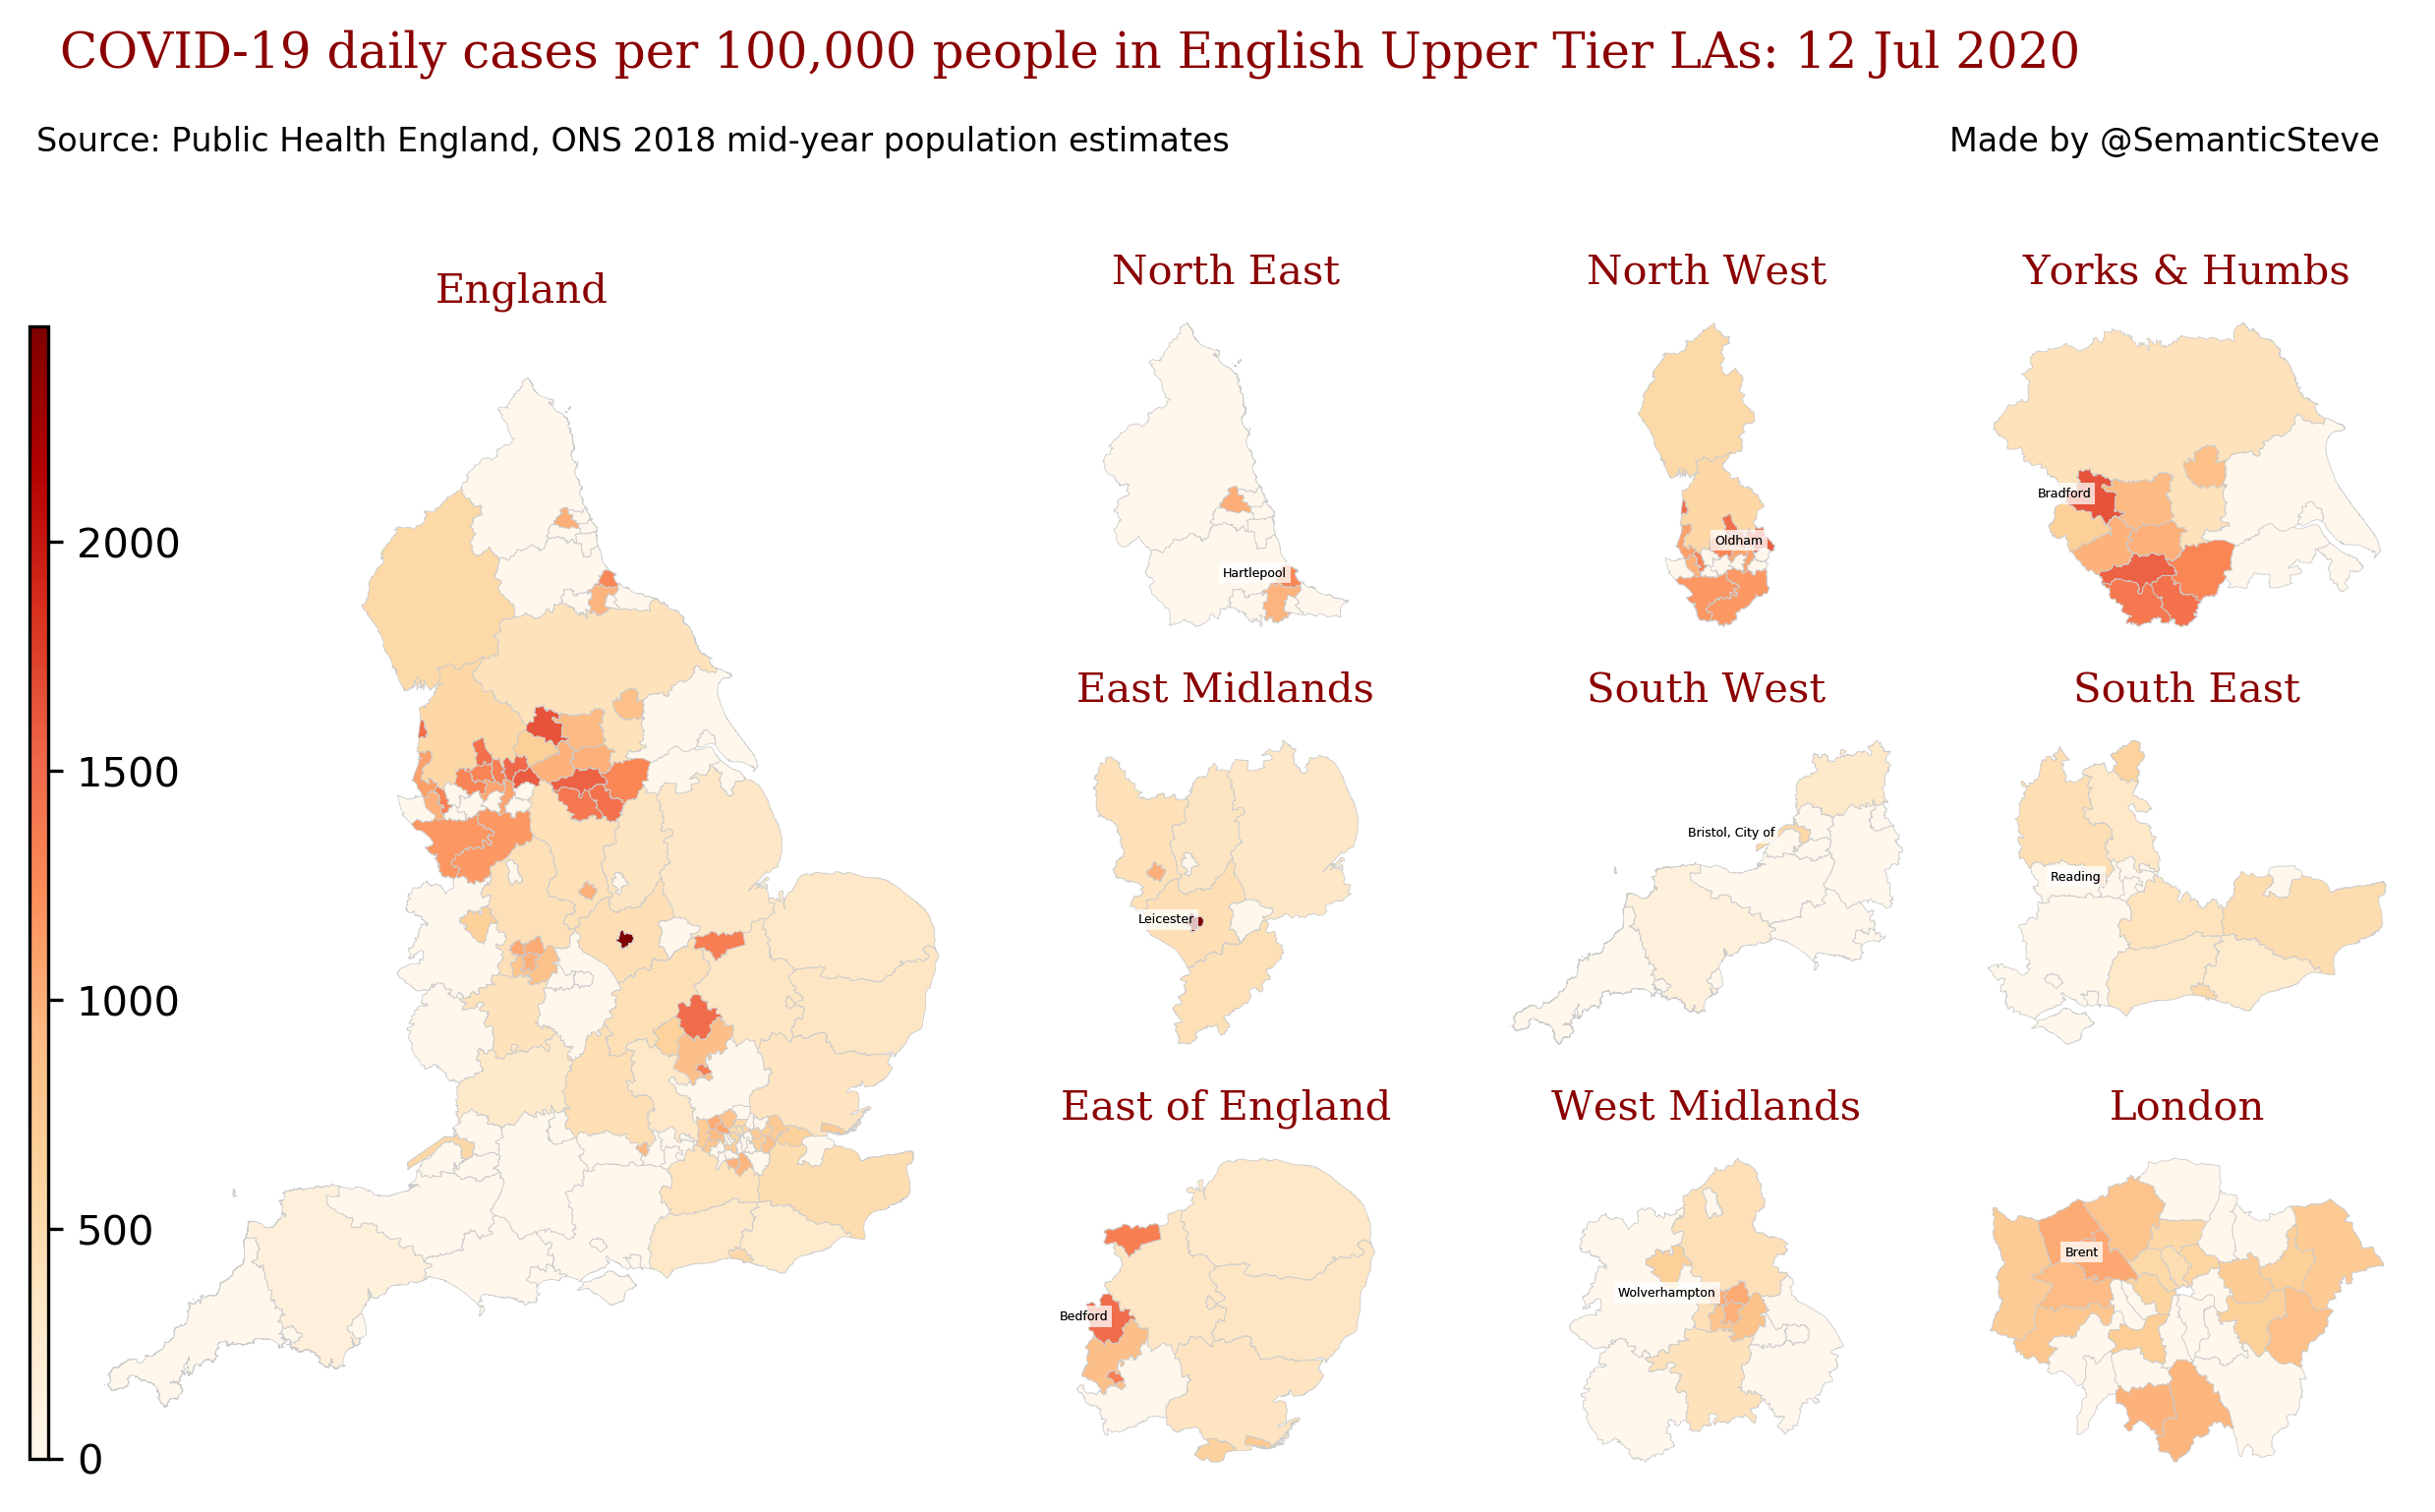 COVID-19 daily cases per 100,000 people in English Upper Tier LAs: 12 Jul 2020
Source: Public Health England, ONS 2018 mid-year population estimates
Made by @SemanticSteve
England
2000
1500
1000
500
0
North East
Hartlepool
North West
Oldham
Yorks & Humbs
Bradford
East Midlands
Leicester
South West
Bristol, City of
South East
Reading
East of England
Bedford
West Midlands
Wolverhampton
London
Brent